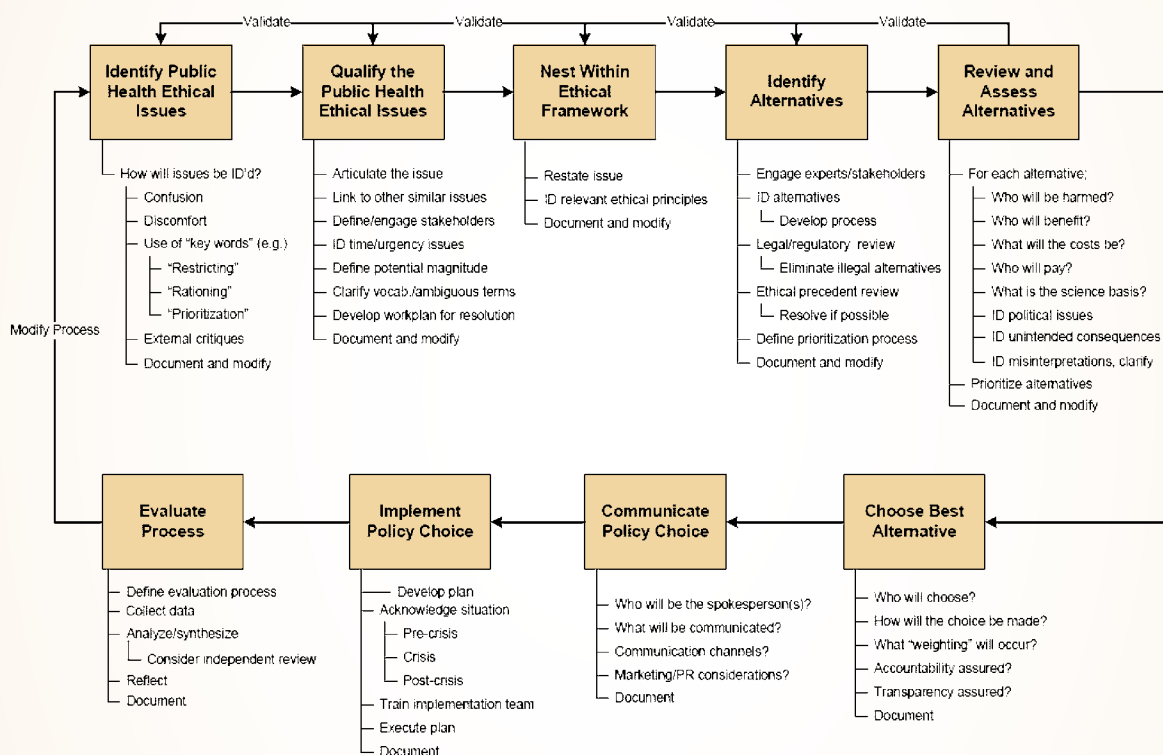 Validate
Validate
Validate
Validate
Identify Public
Health Ethical
Issues
Qualify the
Public Health
Ethical Issues
Nest Within
Ethical
Framework
Identify
Alternatives
Review and
Assess
Alternatives
How will issues be ID'd?
Confusion
Discomfort
Use of “key words” (e.g.)
“Restricting”
“Rationing”
“Prioritization”
External critiques
Document and modify
Articulate the issue
Link to other similar issues
Define/engage stakeholders
ID time/urgency issues
Define potential magnitude
Clarify vocab./ambiguous terms
Develop workplan for resolution
Document and modify
Restate issue
ID relevant ethical principles
Document and modify
Engage experts/stakeholders
ID alternatives
Develop process
Legal/regulatory review
Eliminate illegal alternatives
Ethical precedent review
Resolve if possible
Define prioritization process
Document and modify
For each alternative;
Who will be harmed?
Who will benefit?
What will the costs be?
Who will pay?
What is the science basis?
ID political issues
ID unintended consequences
ID misinterpretations, clarify
Prioritize alternatives
Document and modify
Modify Process
Evaluate
Process
Implement
Policy Choice
Communicate
Policy Choice
Choose Best
Alternative
Define evaluation process
Collect data
Analyze/synthesize
Consider independent review
Reflect
Document
Develop plan
Acknowledge situation
Pre-crisis
Crisis
Post-crisis
Train implementation team
Execute plan
Document
Who will be the spokesperson(s)?
What will be communicated?
Communication channels?
Marketing/PR considerations?
Document
Who will choose?
How will the choice be made?
What “weighting” will occur?
Accountability assured?
Transparency assured?
Document